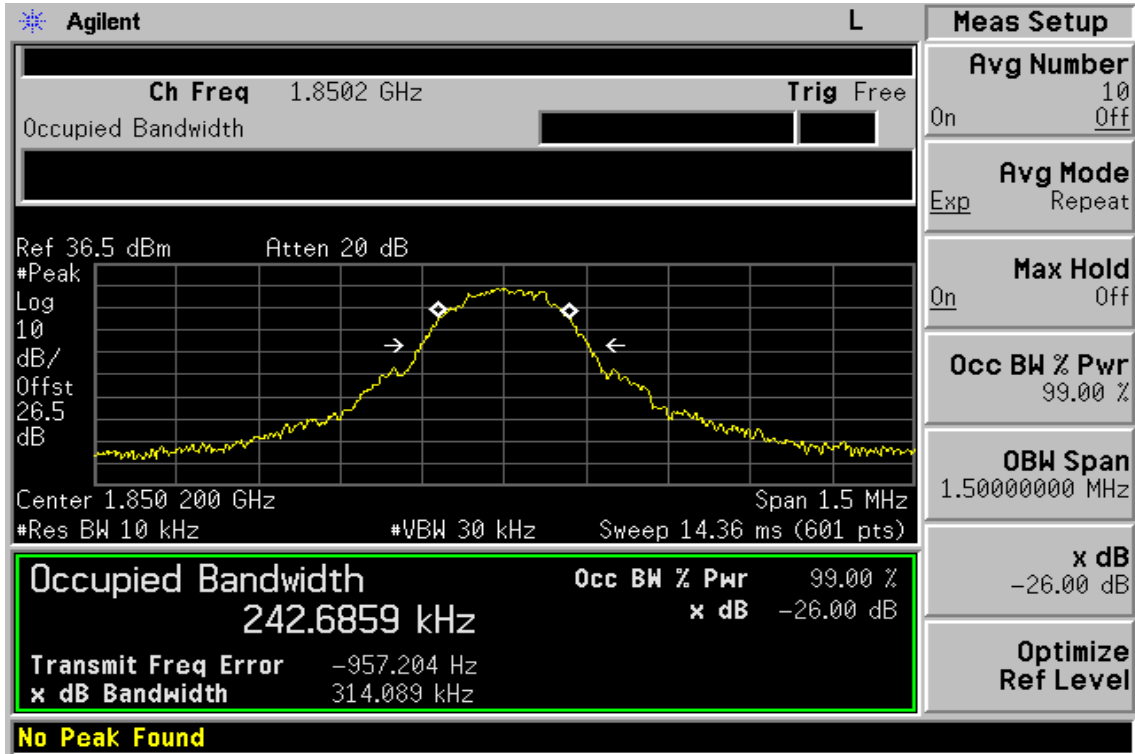 Agilent L
Ch Freq 1.8502 GHz Trig Free
Occupied Bandwidth
Ref 36.5 dBm Atten 20 dB
#Peak
Log
10
dB/
Offst
26.5
dB
Center 1.850 200 GHz Span 1.5 MHz
#Res BW 10 kHz #VBW 30 kHz Sweep 14.36 ms (601 pts)
Occupied Bandwidth Occ BW % Pwr 99.00 %
242.6859 kHz x dB -26.00 dB
Transmit Freq Error -957.204 Hz
x dB Bandwidth 314.089 kHz
No Peak Found
Meas Setup
Avg Number
10
On Off
Avg Mode
Exp Repeat
Max Hold
On Off
Occ BW % Pwr
99.00 %
OBW Span
1.50000000 MHz
x dB
-26.00 dB
Optimize
Ref Level